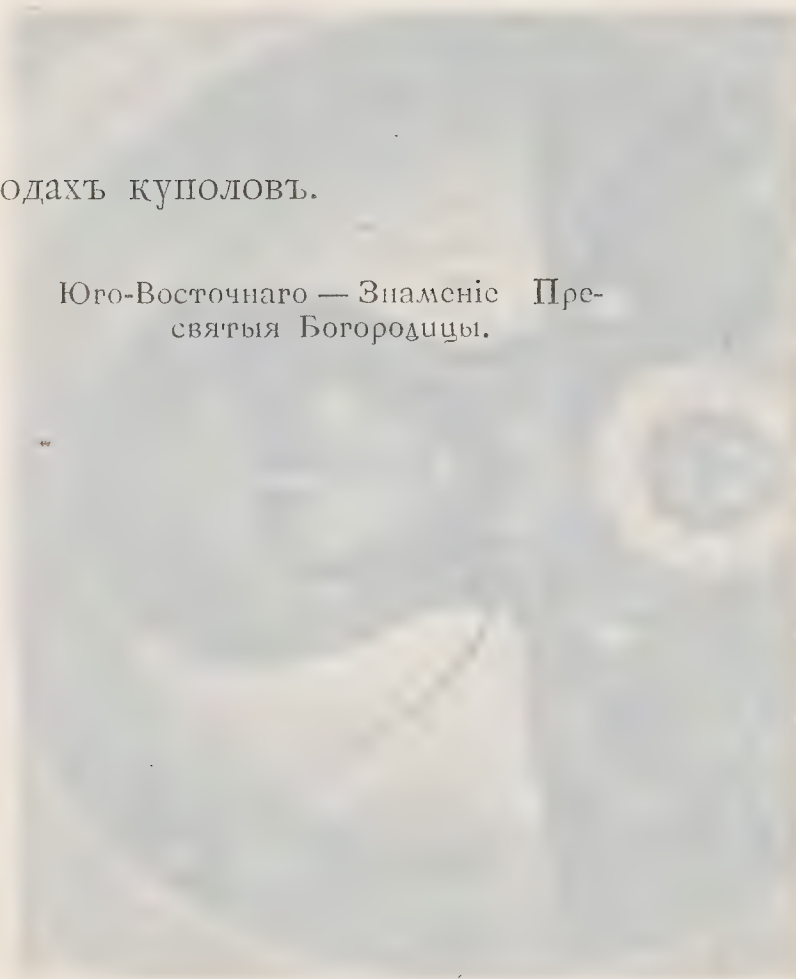 одахъ куполовъ.
Юго-Восточнаго — Знаменіе Пре-
святыя Богородицы.